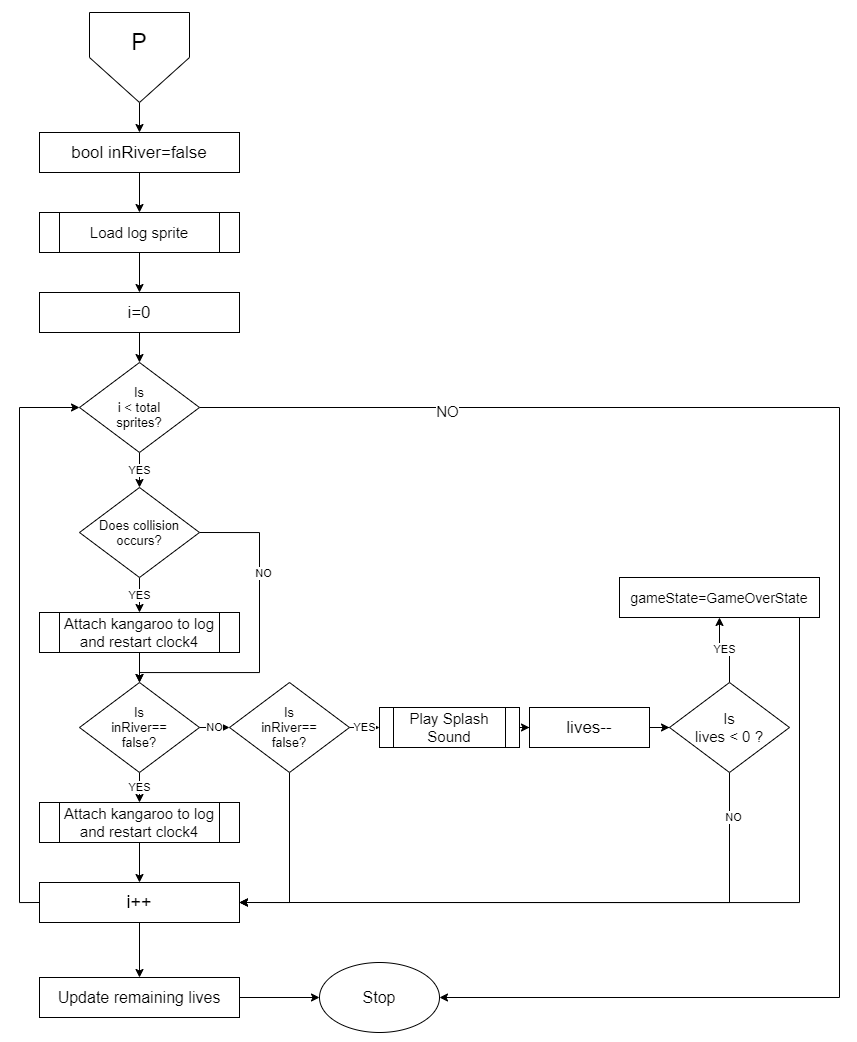 P
bool inRiver=false
Load log sprite
i=0
Is
i < total
sprites?
NO
YES
Does collision
occurs?
NO
YES
Attach kangaroo to log
and restart clock4
gameState=GameOverState
YES
Is
inRiver==
false?
NO
Is
inRiver==
false?
YES
Play Splash
Sound
lives--
Is
lives < 0 ?
YES
NO
Attach kangaroo to log
and restart clock4
i++
Update remaining lives
Stop